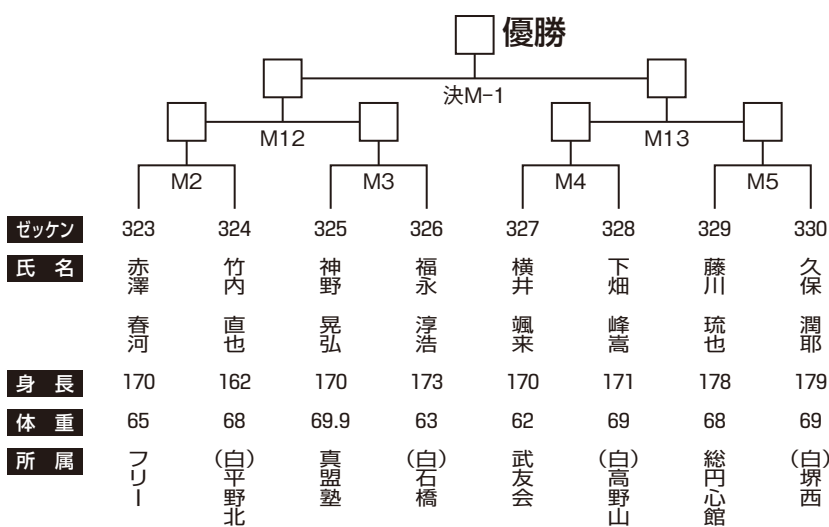 優勝
決M-1
M12 M13
M2 M3 M4 M5
ゼッケン 323 324 325 326 327 328 329 330
氏 名 赤澤 春河 竹内 直也 神野 晃弘 福永 淳浩 横井 颯来 下畑 峰嵩 藤川 琉也 久保 潤耶
身 長 170 162 170 173 170 171 178 179
体 重 65 68 69.9 63 62 69 68 69
所 属 フリー (白)平野北 真盟塾 (白)石橋 武友会 (白)高野山 総円心館 (白)堺西